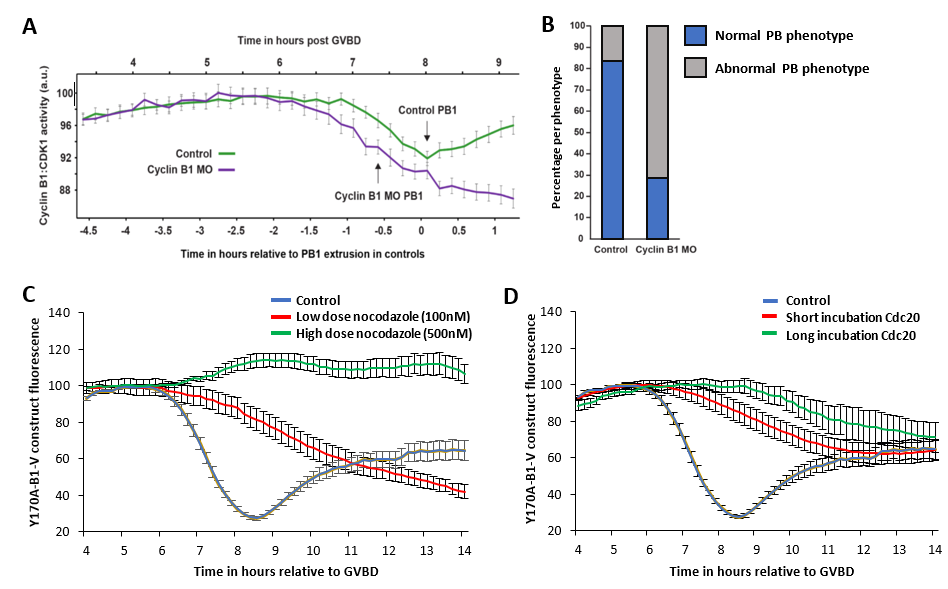 A
Time in hours post GVBD
4 5 6 7 8 9
Cyclin B1:CDK1 activity (a.u.)
100
96
92
88
Control PB1
Control
Cyclin B1 MO
Cyclin B1 MO PB1
-4.5 -4 -3.5 -3 -2.5 -2 -1.5 -1 -0.5 0 0.5 1
Time in hours relative to PB1 extrusion in controls
B
Percentage per phenotype
100
90
80
70
60
50
40
30
20
10
0
Control Cyclin B1 MO
Normal PB phenotype
Abnormal PB phenotype
C
Control
Low dose nocodazole (100nM)
High dose nocodazole (500nM)
Y170A-B1-V construct fluorescence
140
120
100
80
60
40
20
4 5 6 7 8 9 10 11 12 13 14
Time in hours relative to GVBD
D
Control
Short incubation Cdc20
Long incubation Cdc20
Y170A-B1-V construct fluorescence
140
120
100
80
60
40
20
4 5 6 7 8 9 10 11 12 13 14
Time in hours relative to GVBD